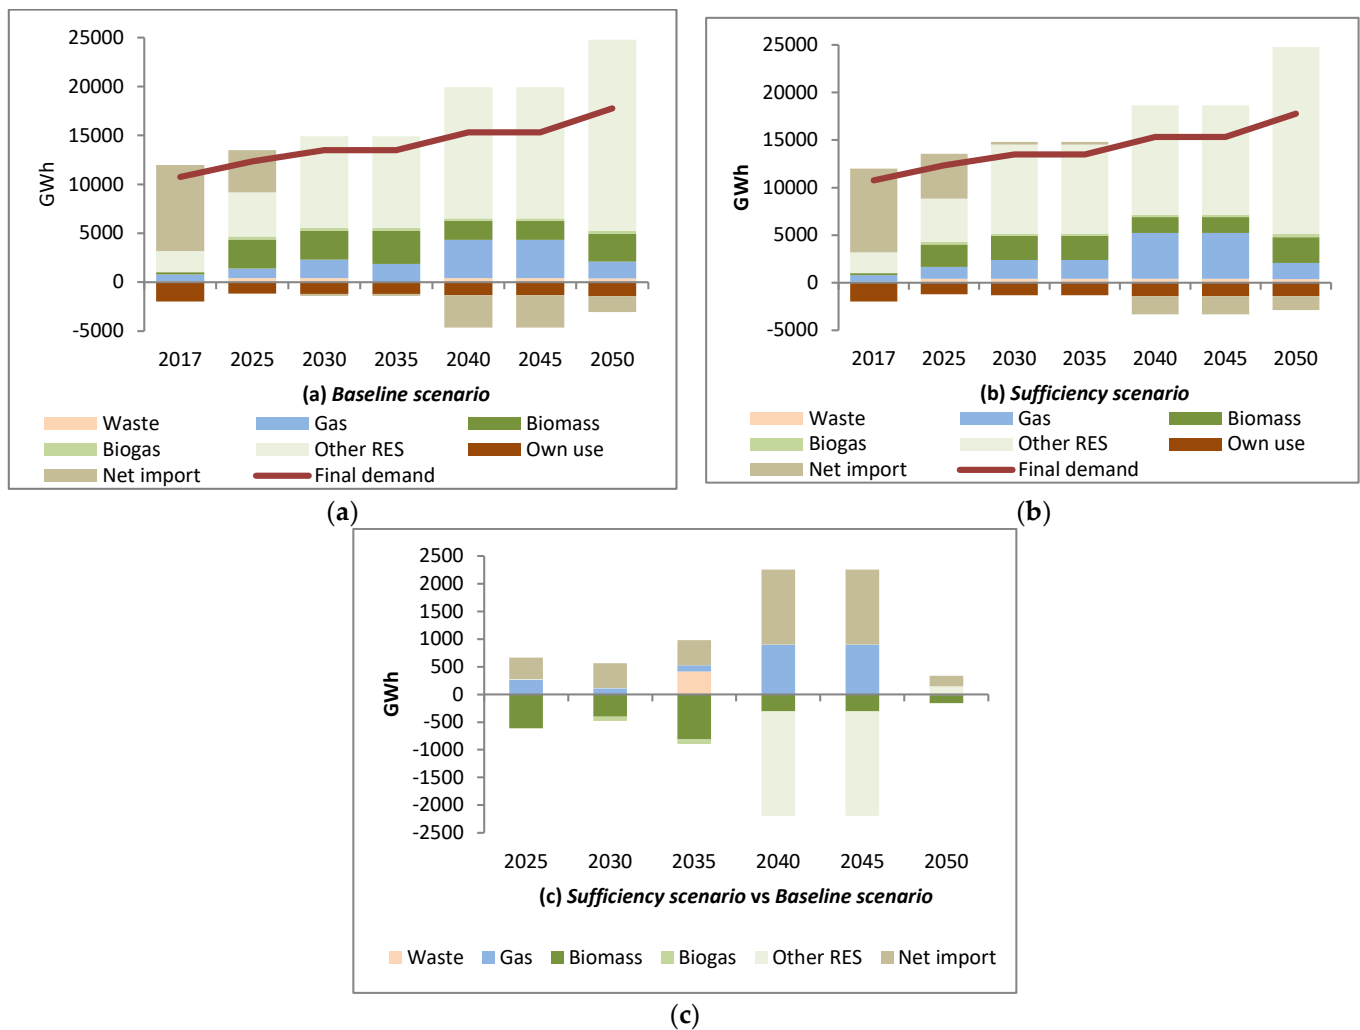 25000
20000
15000
10000
5000
0
-5000
GWh
2017 2025 2030 2035 2040 2045 2050
(a) Baseline scenario
Waste Gas Biomass
Biogas Other RES Own use
Net import Final demand
(a)
25000
20000
15000
10000
5000
0
-5000
GWh
2017 2025 2030 2035 2040 2045 2050
(b) Sufficiency scenario
Waste Gas Biomass
Biogas Other RES Own use
Net import Final demand
(b)
2500
2000
1500
1000
500
0
-500
-1000
-1500
-2000
-2500
GWh
2025 2030 2035 2040 2045 2050
(c) Sufficiency scenario vs Baseline scenario
Waste Gas Biomass Biogas Other RES Net import
(c)